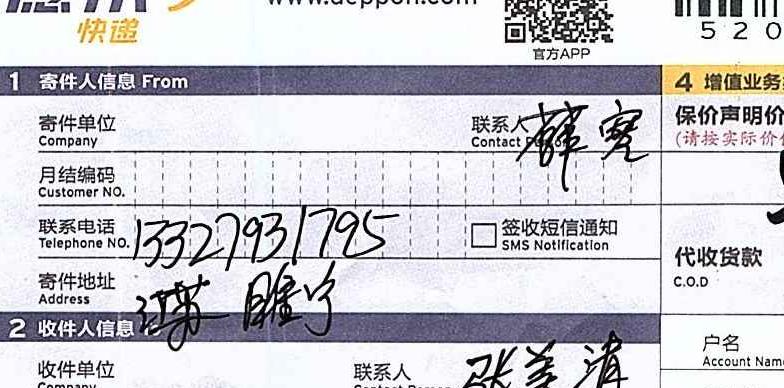 快递
www.deppon.com
官方APP
520
1 寄件人信息 From
4 增值业务
寄件单位
Company
联系人
Contact Person
薛宽
保价声明价
(请按实际价
月结编码
Customer NO.
联系电话
Telephone NO.
13327931795
签收短信通知
SMS Notification
代收货款
C.O.D
寄件地址
Address
江苏 睢宁
2 收件人信息
户名
Account Name
收件单位
Company
联系人
Contact Person
张美清